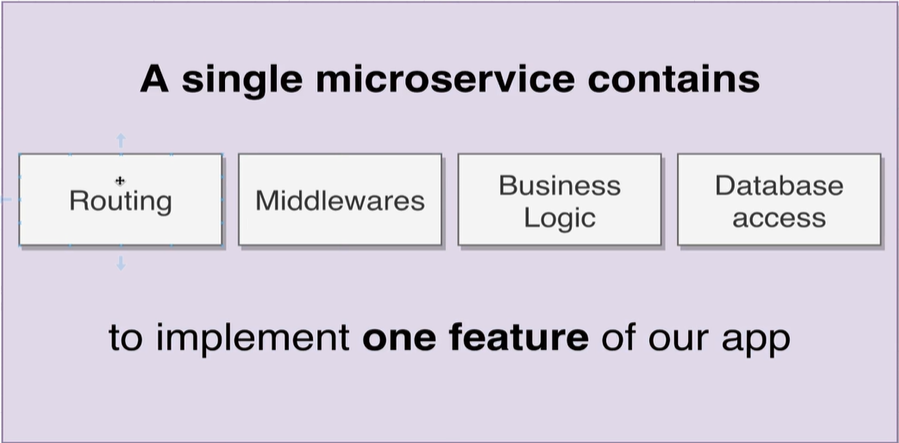 A single microservice contains
Routing
Middlewares
Business
Logic
Database
access
to implement one feature of our app